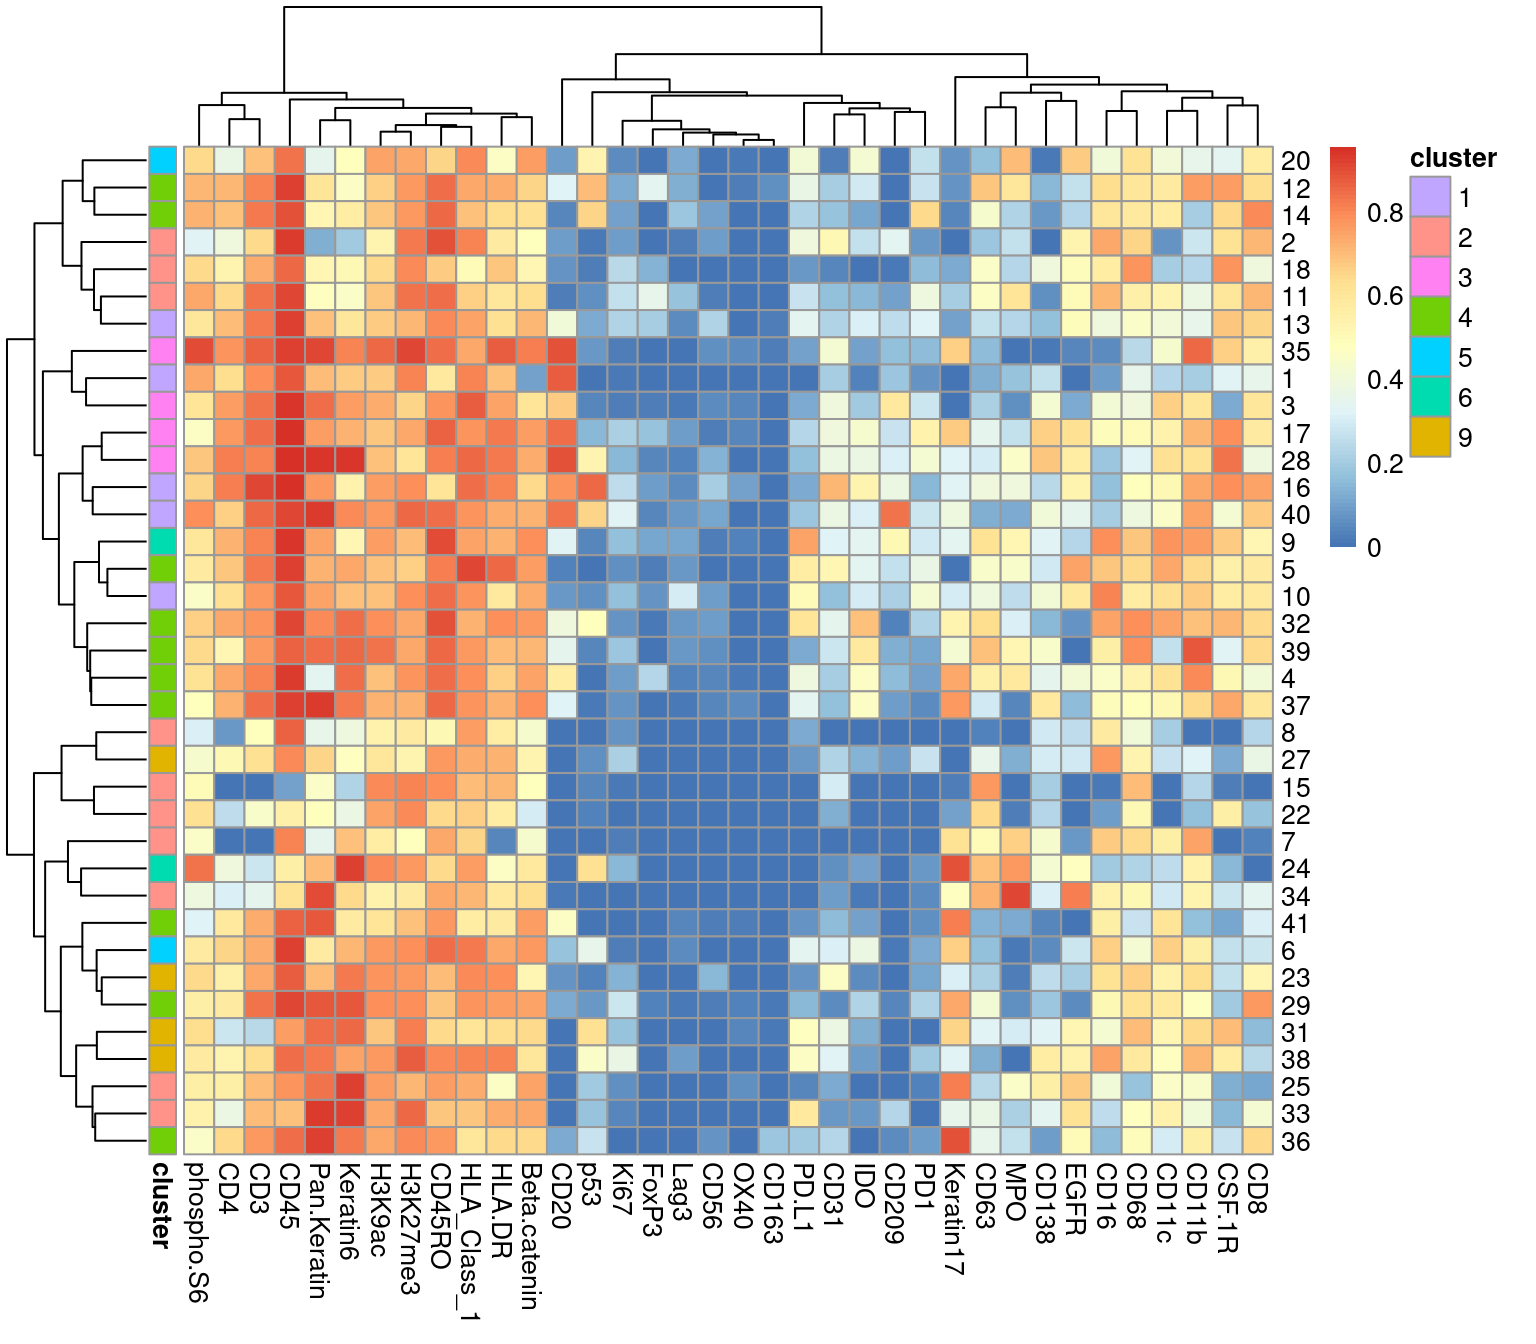 cluster
20
12
14
2
18
11
13
35
1
3
17
28
16
40
9
5
10
32
39
4
37
8
27
15
22
7
24
34
41
6
23
29
31
38
25
33
36
0.8
0.6
0.4
0.2
0
1
2
3
4
5
6
9
cluster
phospho.S6
CD4
CD3
CD45
Pan.Keratin
Keratin6
H3K9ac
H3K27me3
CD45RO
HLA_Class_1
HLA.DR
Beta.catenin
CD20
p53
Ki67
FoxP3
Lag3
CD56
OX40
CD163
PD.L1
CD31
IDO
CD209
PD1
Keratin17
CD63
MPO
CD138
EGFR
CD16
CD68
CD11c
CD11b
CSF.1R
CD8